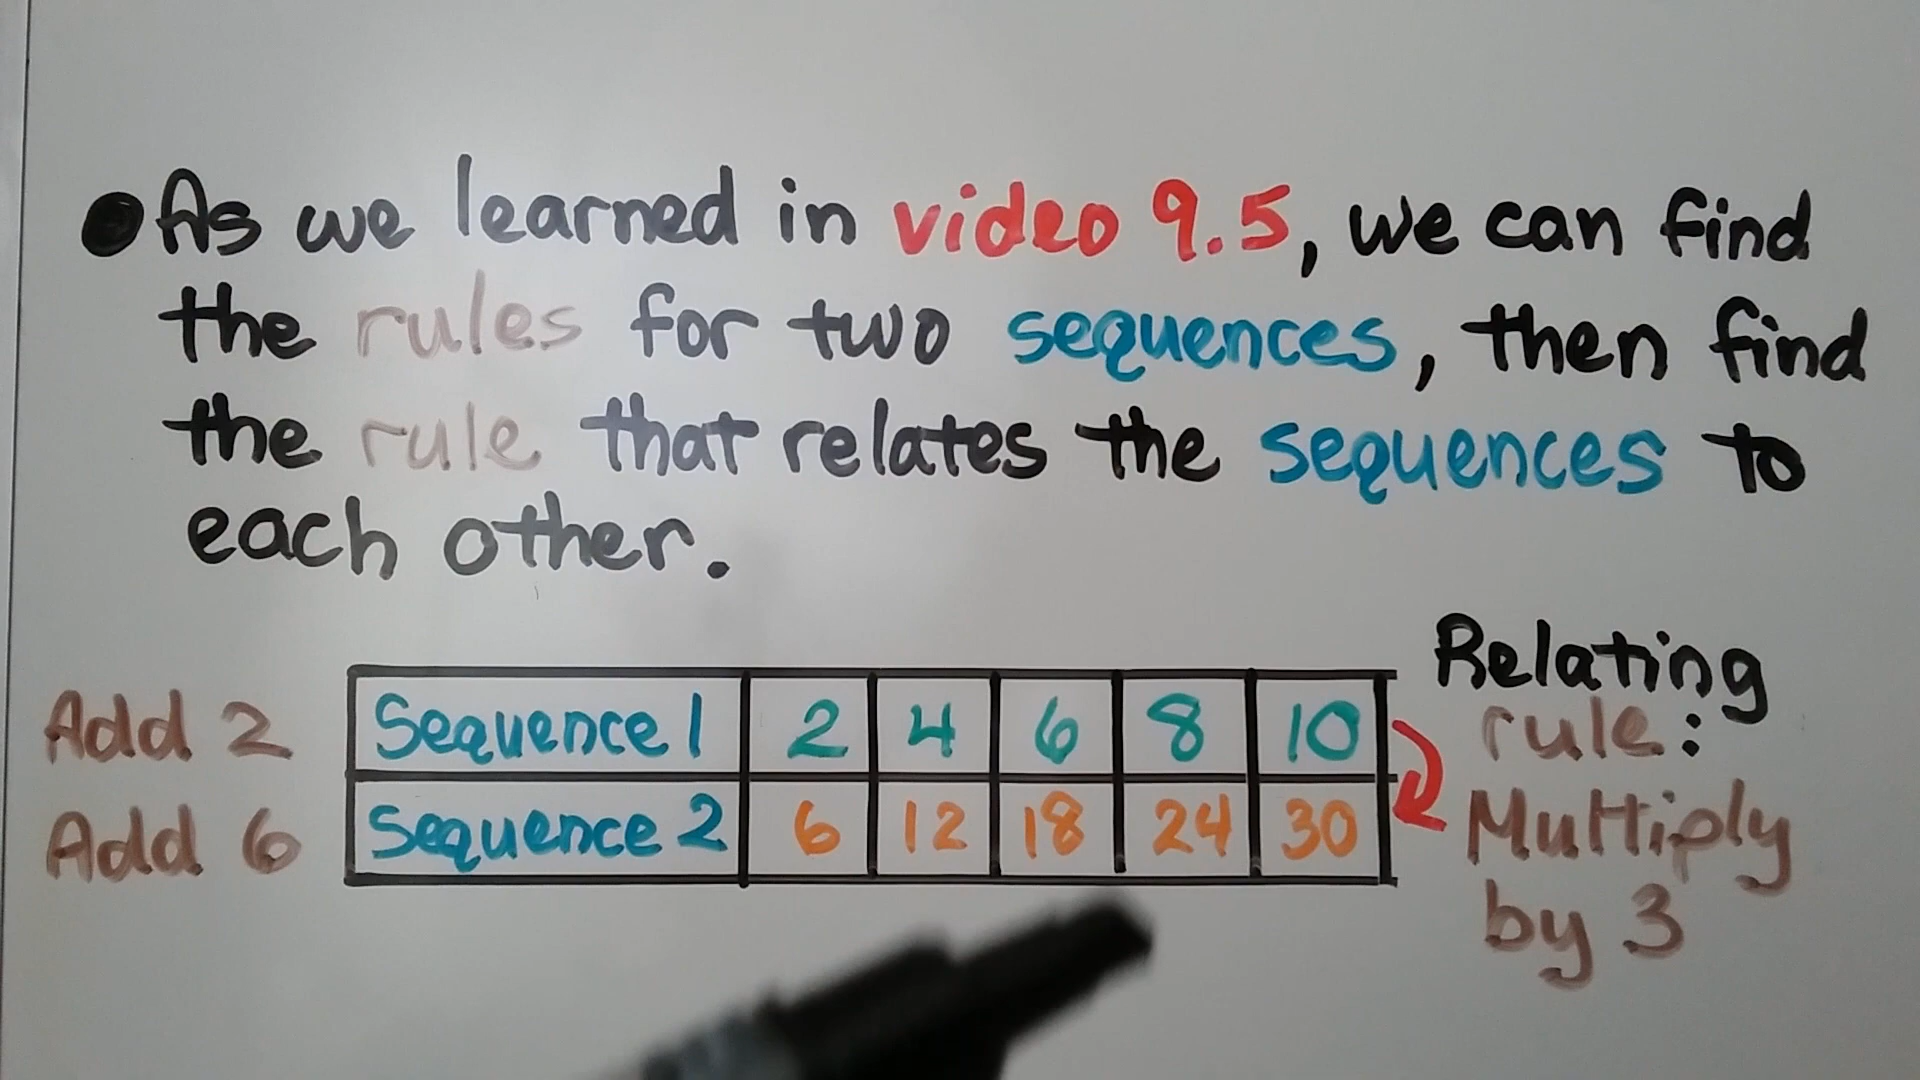 As we learned in video 9.5, we can find
the rules for two sequences, then find
the rule that relates the sequences to
each other.
Add 2 Sequence 1 2 4 6 8 10
Add 6 Sequence 2 6 12 18 24 30
Relating
rule:
Multiply
by 3